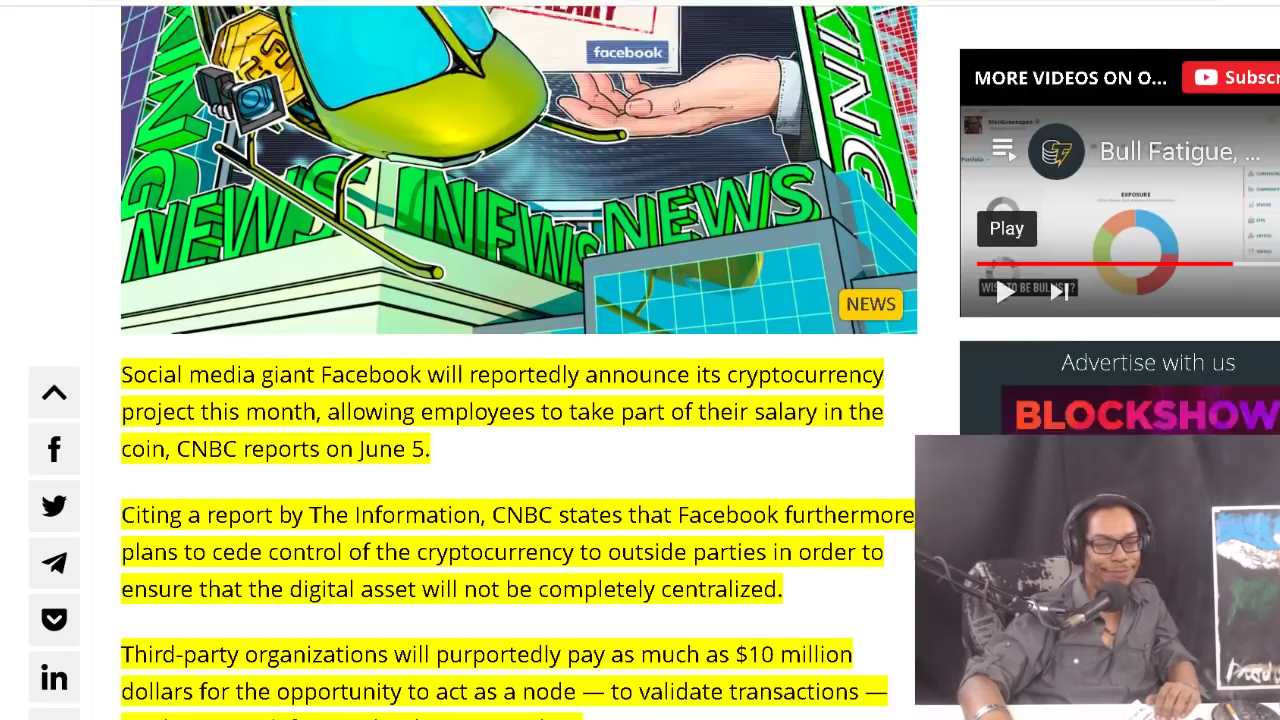 facebook
NEWS NEWS NEWS
NEWS
Social media giant Facebook will reportedly announce its cryptocurrency
project this month, allowing employees to take part of their salary in the
coin, CNBC reports on June 5.
Citing a report by The Information, CNBC states that Facebook furthermore
plans to cede control of the cryptocurrency to outside parties in order to
ensure that the digital asset will not be completely centralized.
Third-party organizations will purportedly pay as much as $10 million
dollars for the opportunity to act as a node — to validate transactions —
MORE VIDEOS ON O...
Subsc
Bull Fatigue, ...
EXPOSURE
Play
Advertise with us
BLOCKSHOW